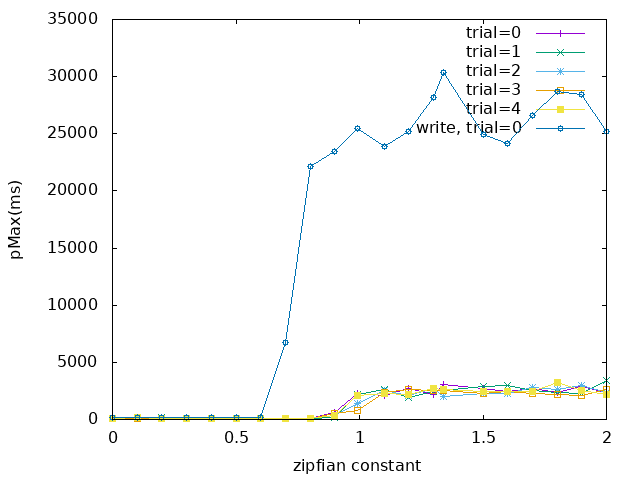 35000
30000
25000
20000
15000
10000
5000
0
pMax(ms)
trial=0
trial=1
trial=2
trial=3
trial=4
write, trial=0
0 0.5 1 1.5 2
zipfian constant